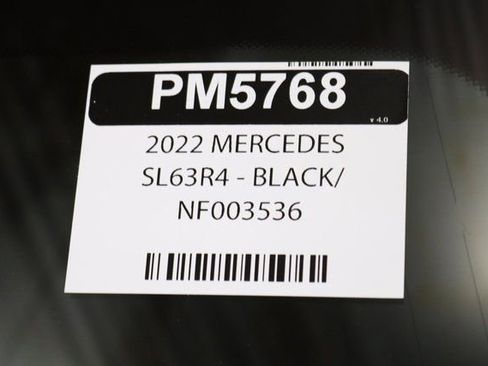 PM5768
v 4.0
2022 MERCEDES
SL63R4 - BLACK/
NF003536